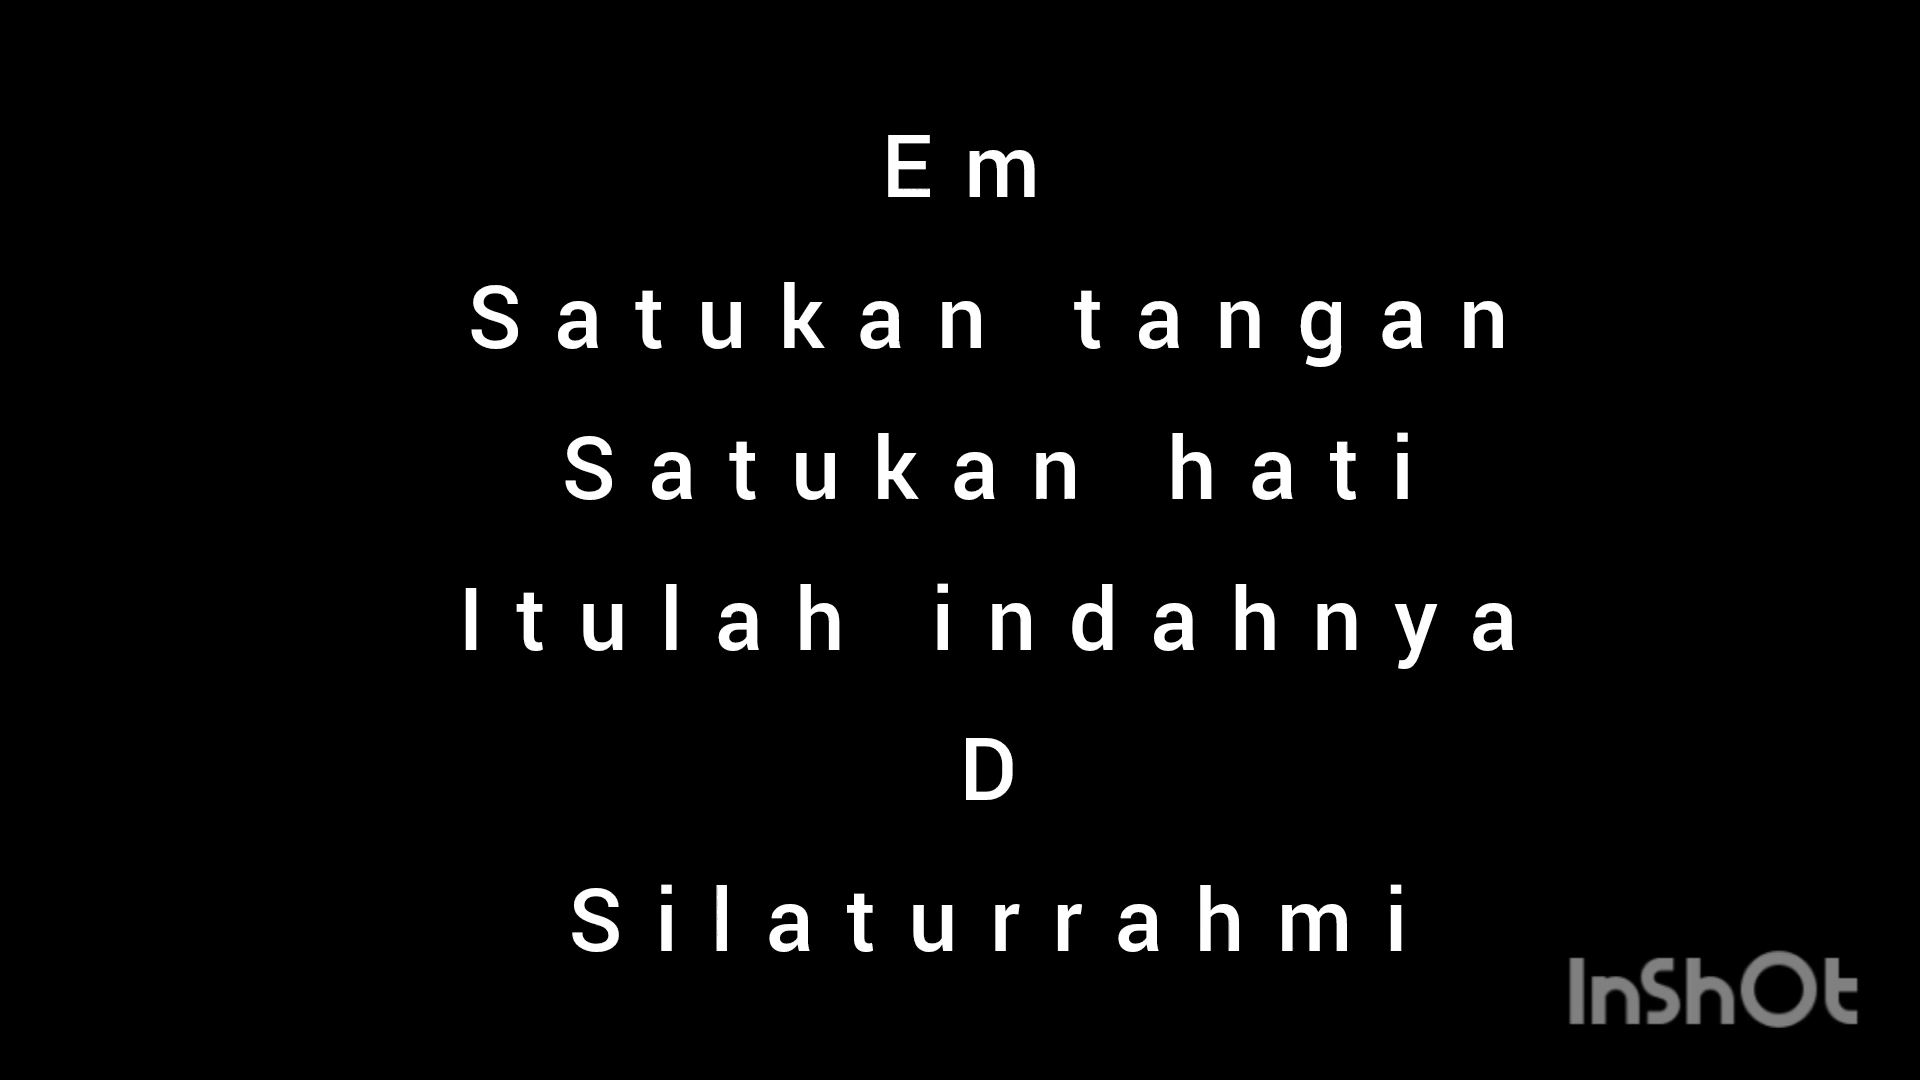 Em
Satukan tangan
Satukan hati
Itulah indahnya
D
Silaturrahmi
InShOt